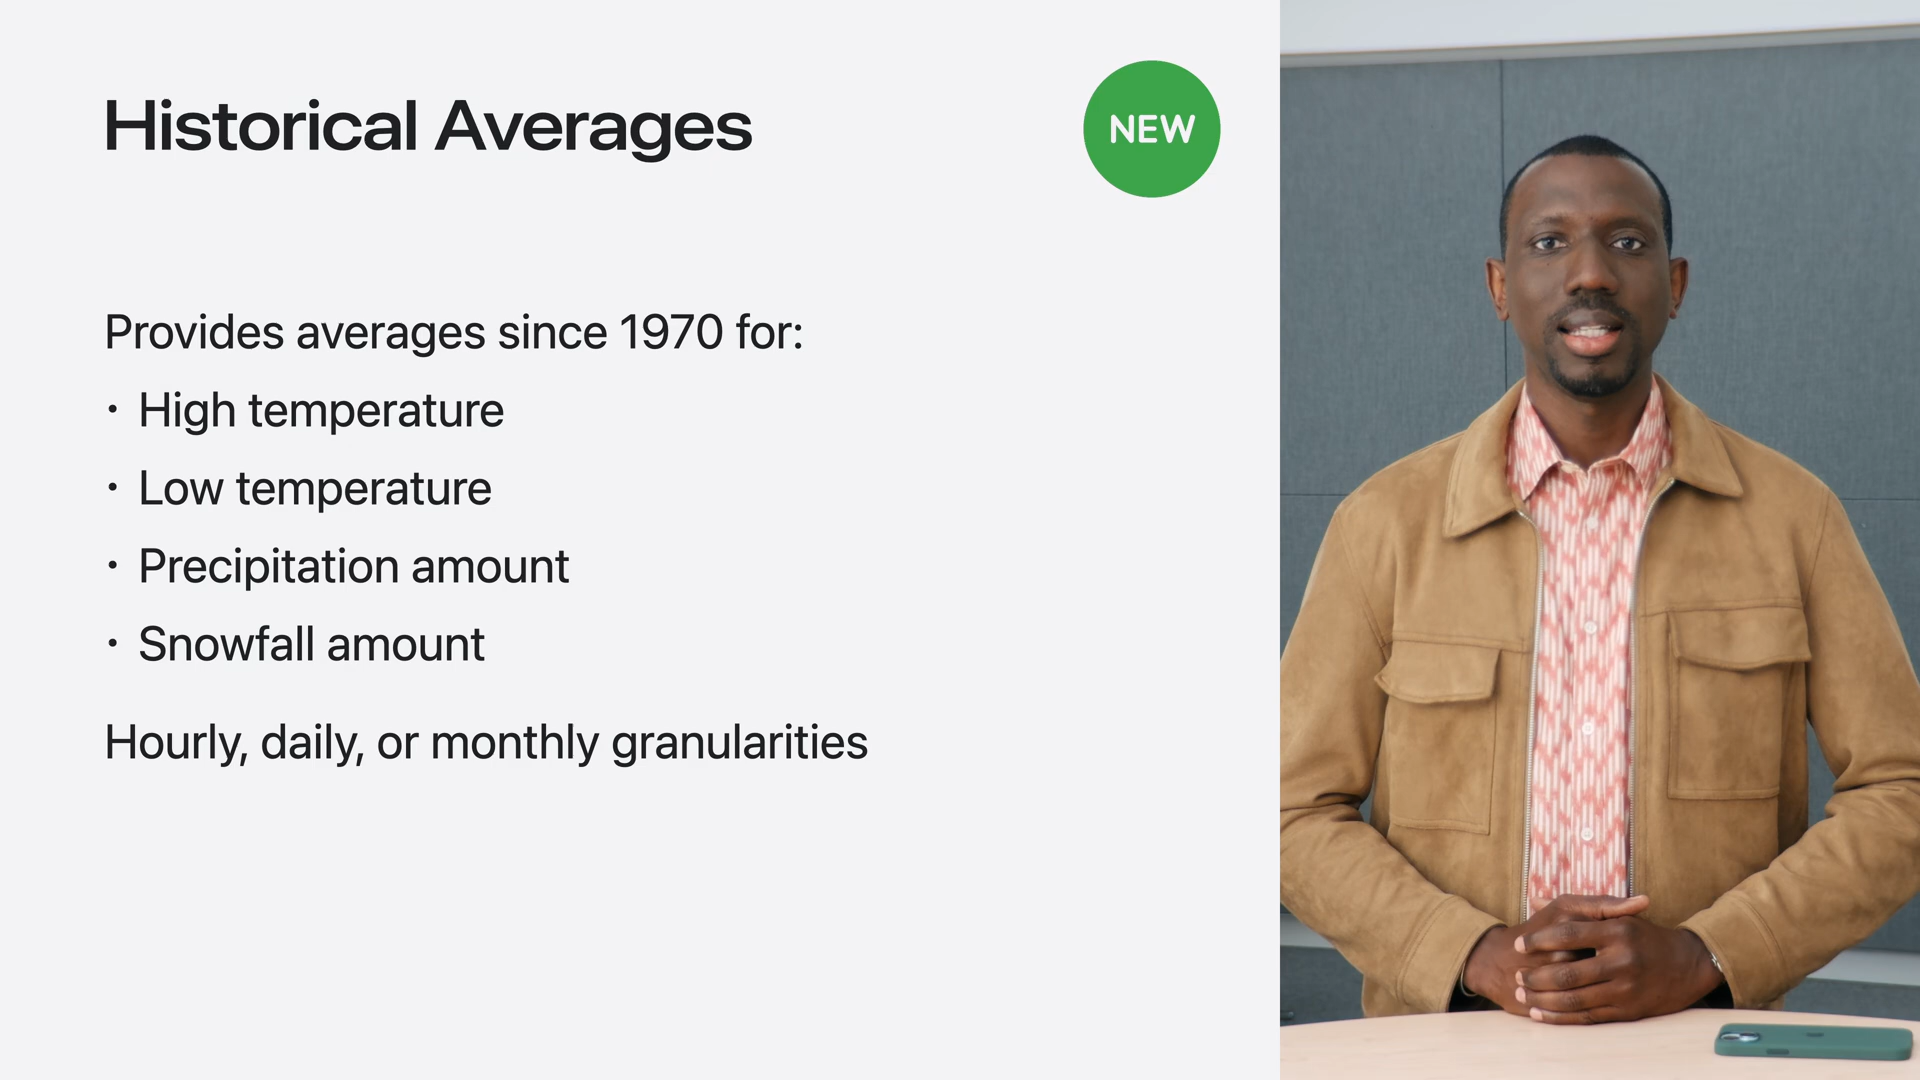 Historical Averages
NEW
Provides averages since 1970 for:
• High temperature
• Low temperature
• Precipitation amount
• Snowfall amount
Hourly, daily, or monthly granularities